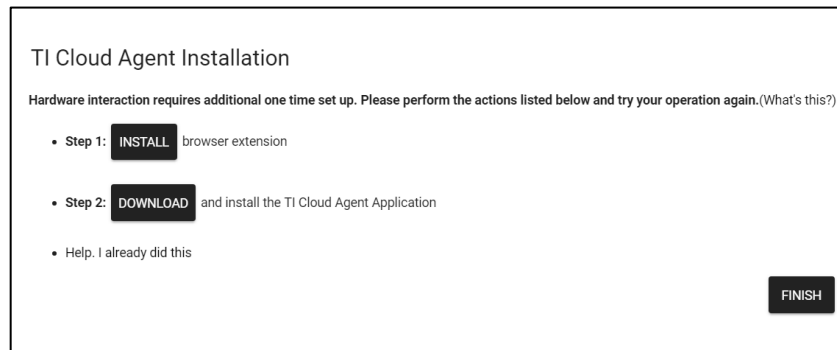 TI Cloud Agent Installation
Hardware interaction requires additional one time set up. Please perform the actions listed below and try your operation again.(What's this?)
• Step 1: INSTALL browser extension
• Step 2: DOWNLOAD and install the TI Cloud Agent Application
• Help. I already did this
FINISH